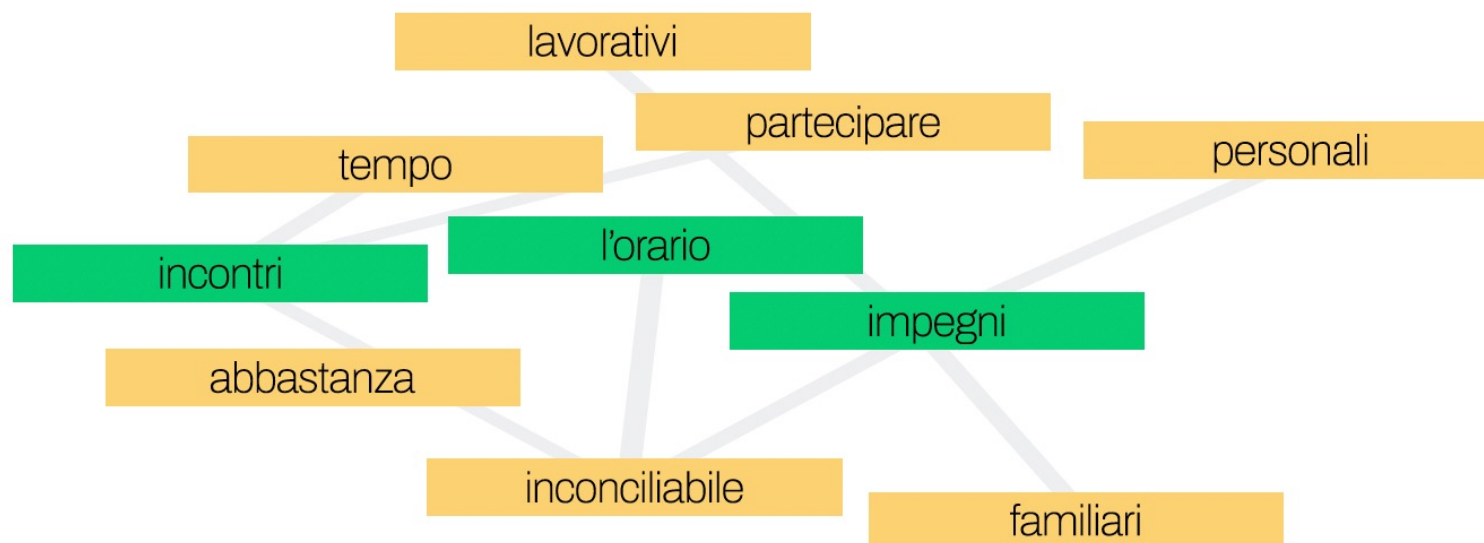 lavorativi
partecipare
personali
tempo
l'orario
incontri
impegni
abbastanza
inconciliabile
familiari